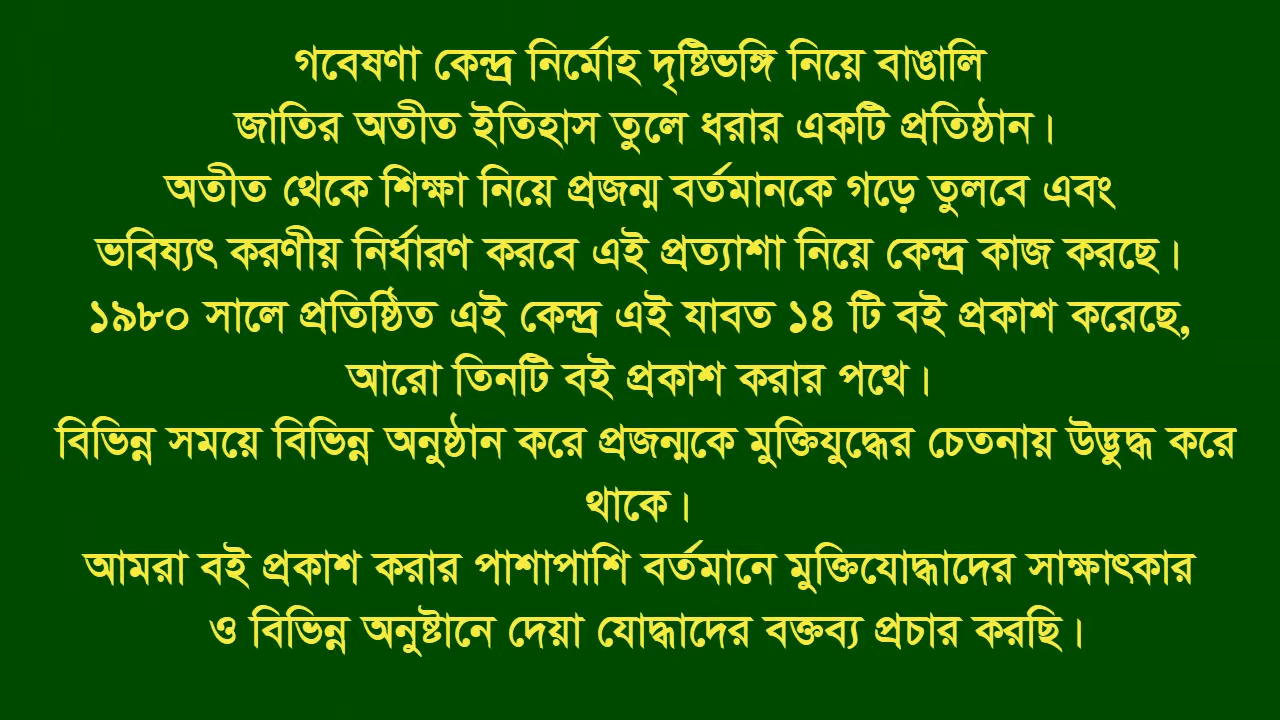 গবেষণা কেন্দ্র নির্মোহ দৃষ্টিভঙ্গি নিয়ে বাঙালি
জাতির অতীত ইতিহাস তুলে ধরার একটি প্রতিষ্ঠান।
অতীত থেকে শিক্ষা নিয়ে প্রজন্ম বর্তমানকে গড়ে তুলবে এবং
ভবিষ্যৎ করণীয় নির্ধারণ করবে এই প্রত্যাশা নিয়ে কেন্দ্র কাজ করছে।
১৯৮০ সালে প্রতিষ্ঠিত এই কেন্দ্র এই যাবত ১৪ টি বই প্রকাশ করেছে,
আরো তিনটি বই প্রকাশ করার পথে।
বিভিন্ন সময়ে বিভিন্ন অনুষ্ঠান করে প্রজন্মকে মুক্তিযুদ্ধের চেতনায় উদ্ভুদ্ধ করে
থাকে।
আমরা বই প্রকাশ করার পাশাপাশি বর্তমানে মুক্তিযোদ্ধাদের সাক্ষাৎকার
ও বিভিন্ন অনুষ্টানে দেয়া যোদ্ধাদের বক্তব্য প্রচার করছি।